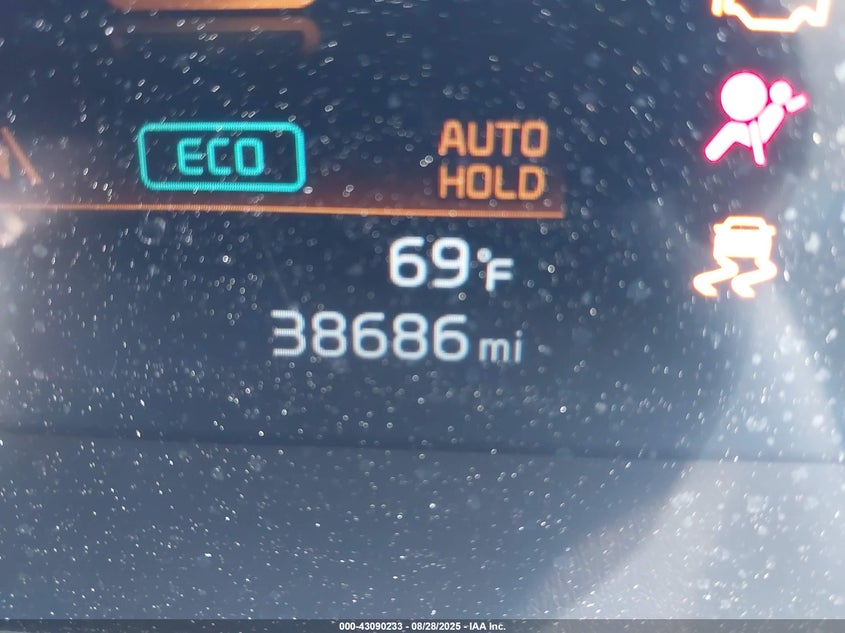 ECO
AUTO
HOLD
69°F
38686 mi
000-43090233 - 08/28/2025 - IAA Inc.